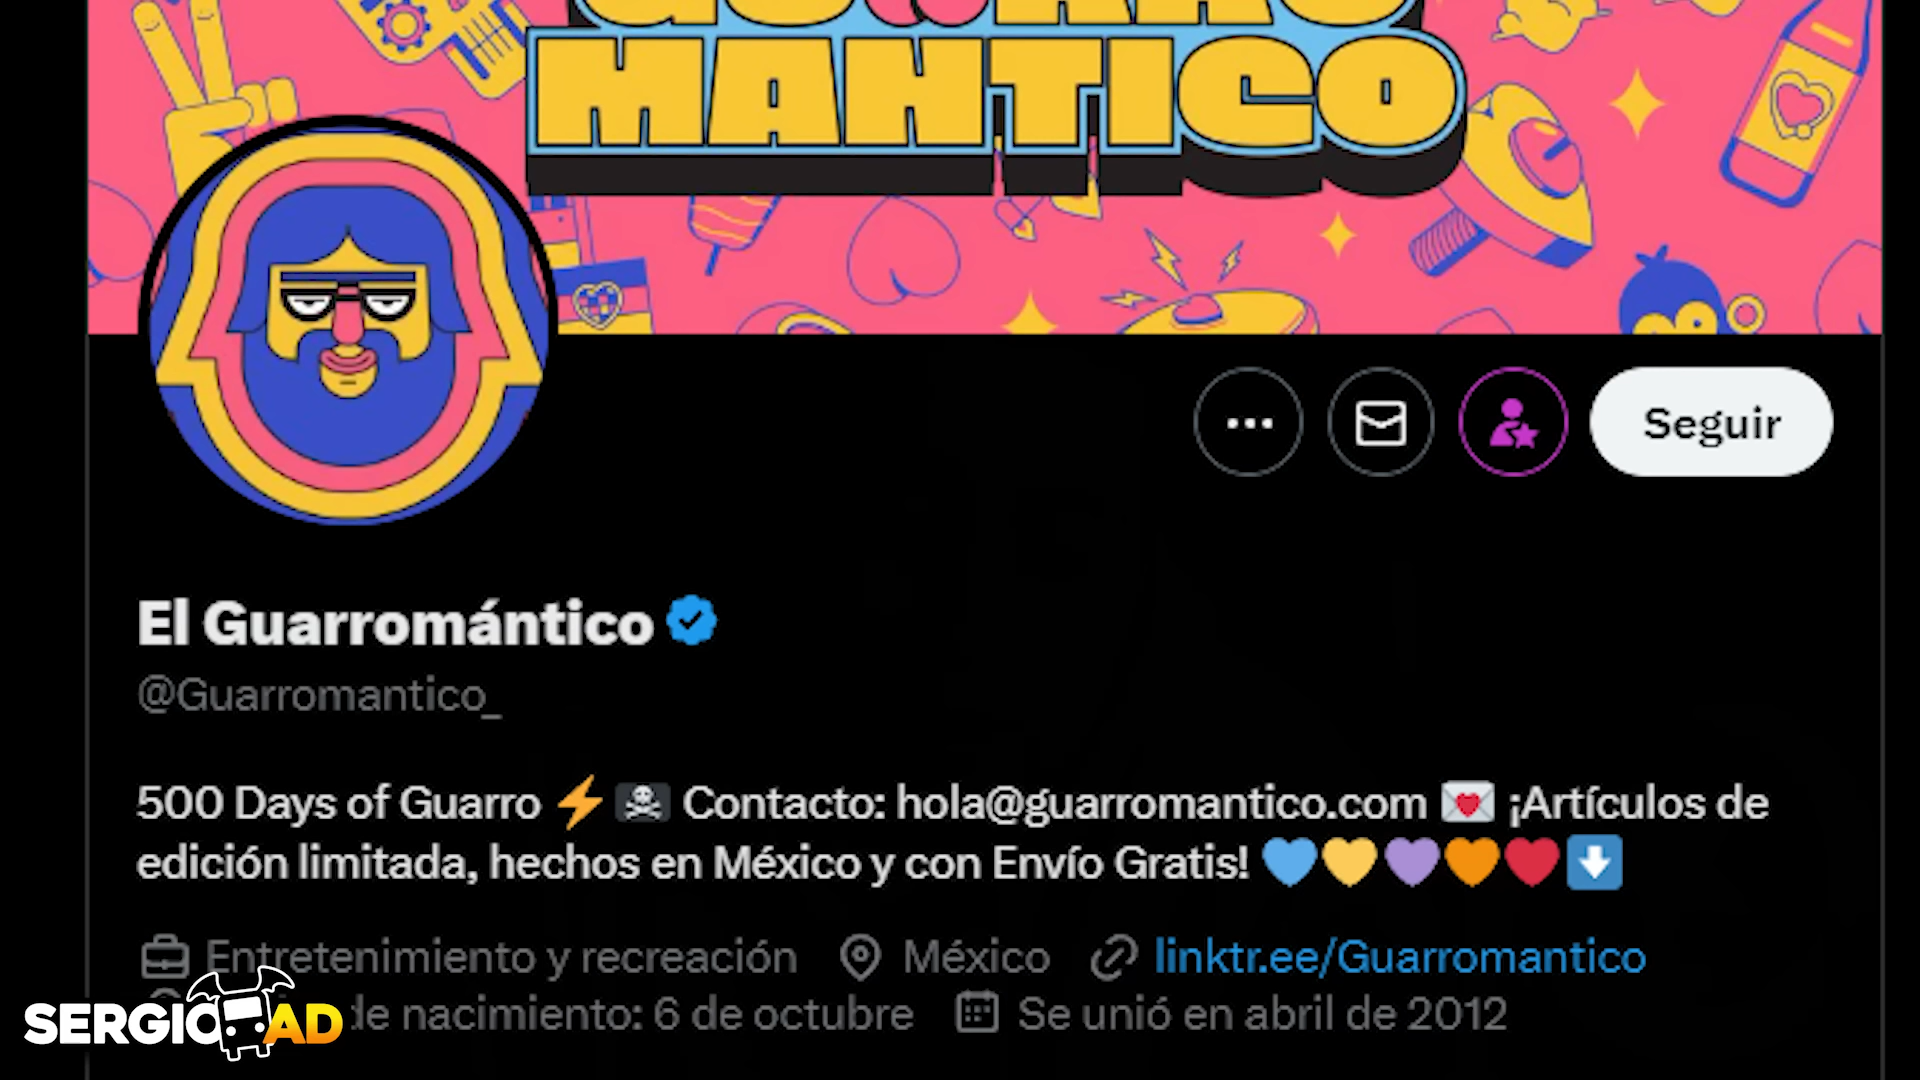 MANTICO
Seguir
El Guarromántico
@Guarromantico_
500 Days of Guarro ⚡🏴‍☠️ Contacto: hola@guarromantico.com 💌 ¡Artículos de
edición limitada, hechos en México y con Envío Gratis! 💙💛💜🧡❤️⬇️
Entretenimiento y recreación México linktr.ee/Guarromantico
de nacimiento: 6 de octubre Se unió en abril de 2012
SERGIO AD